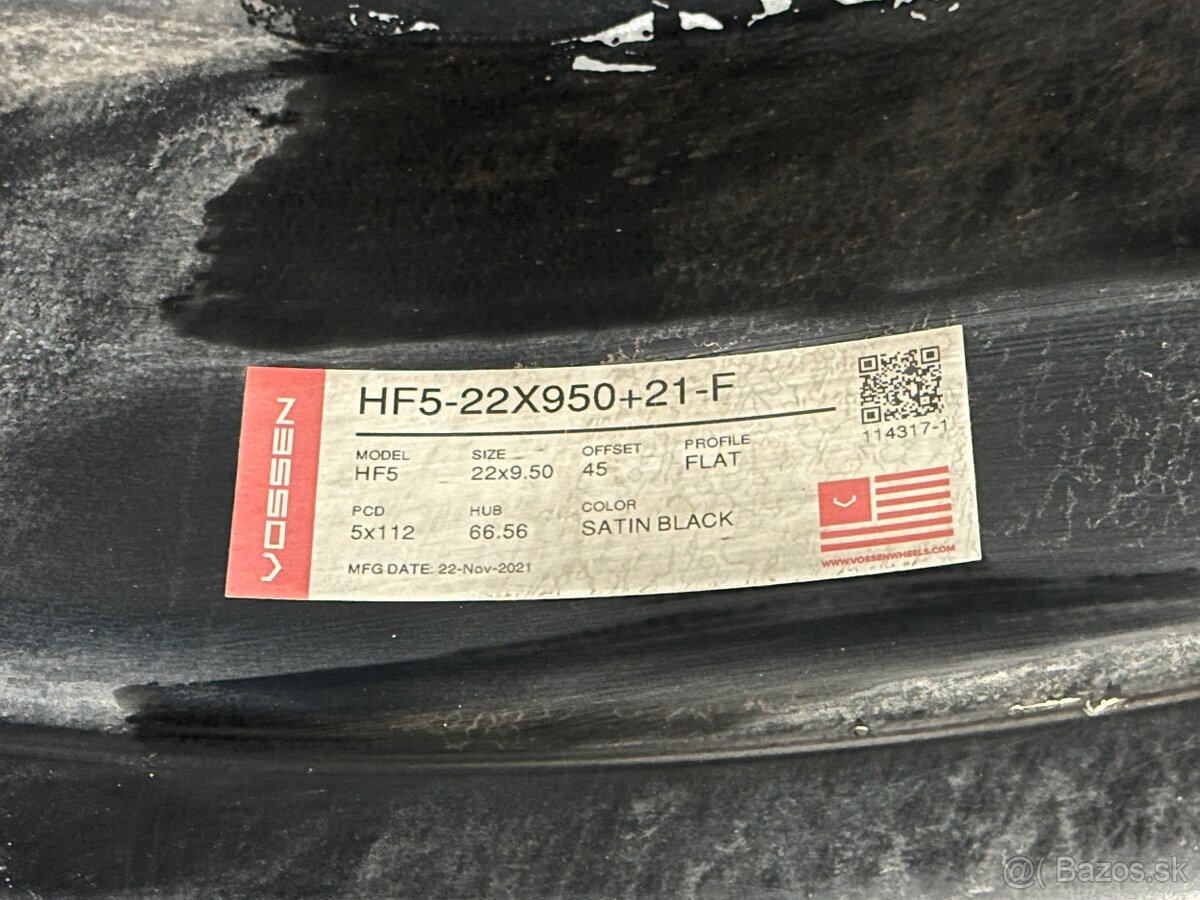 VOSSEN
HF5-22X950+21-F
114317-1
MODEL SIZE OFFSET PROFILE
HF5 22x9.50 45 FLAT
PCD HUB COLOR
5x112 66.56 SATIN BLACK
MFG DATE: 22-Nov-2021
WWW.VOSSENWHEELS.COM
@( Bazos.sk